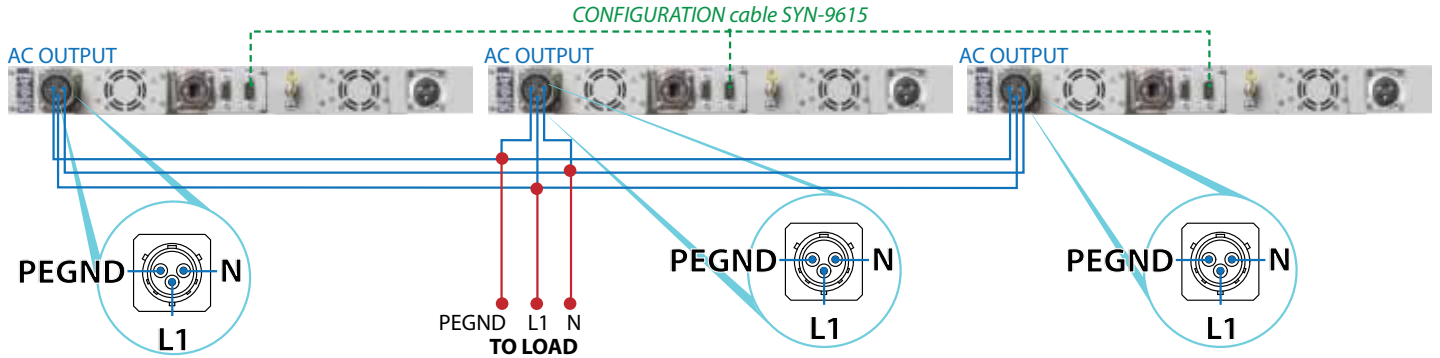 CONFIGURATION cable SYN-9615
AC OUTPUT
AC OUTPUT
AC OUTPUT
PEGND
N
L1
PEGND
L1
N
TO LOAD
PEGND
N
L1
PEGND
N
L1